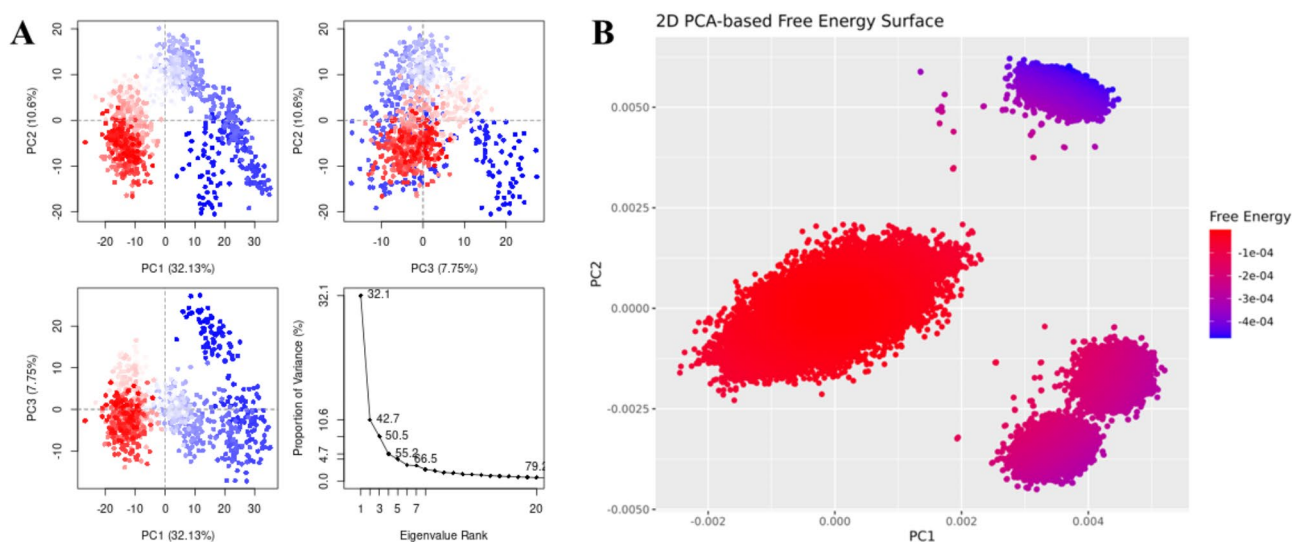 A
20
10
0
-10
-20
PC2 (10.6%)
-20 -10 0 10 20 30
PC1 (32.13%)
20
10
0
-10
-20
PC2 (10.6%)
-10 0 10 20
PC3 (7.75%)
20
10
0
-10
PC3 (7.75%)
-20 -10 0 10 20 30
PC1 (32.13%)
32.1
10.6
4.7
0.0
Proportion of Variance (%)
32.1
42.7
50.5
55.2
66.5
79.2
1 3 5 7 20
Eigenvalue Rank
B
2D PCA-based Free Energy Surface
0.0050
0.0025
0.0000
-0.0025
-0.0050
PC2
-0.002 0.000 0.002 0.004
PC1
Free Energy
-1e-04
-2e-04
-3e-04
-4e-04